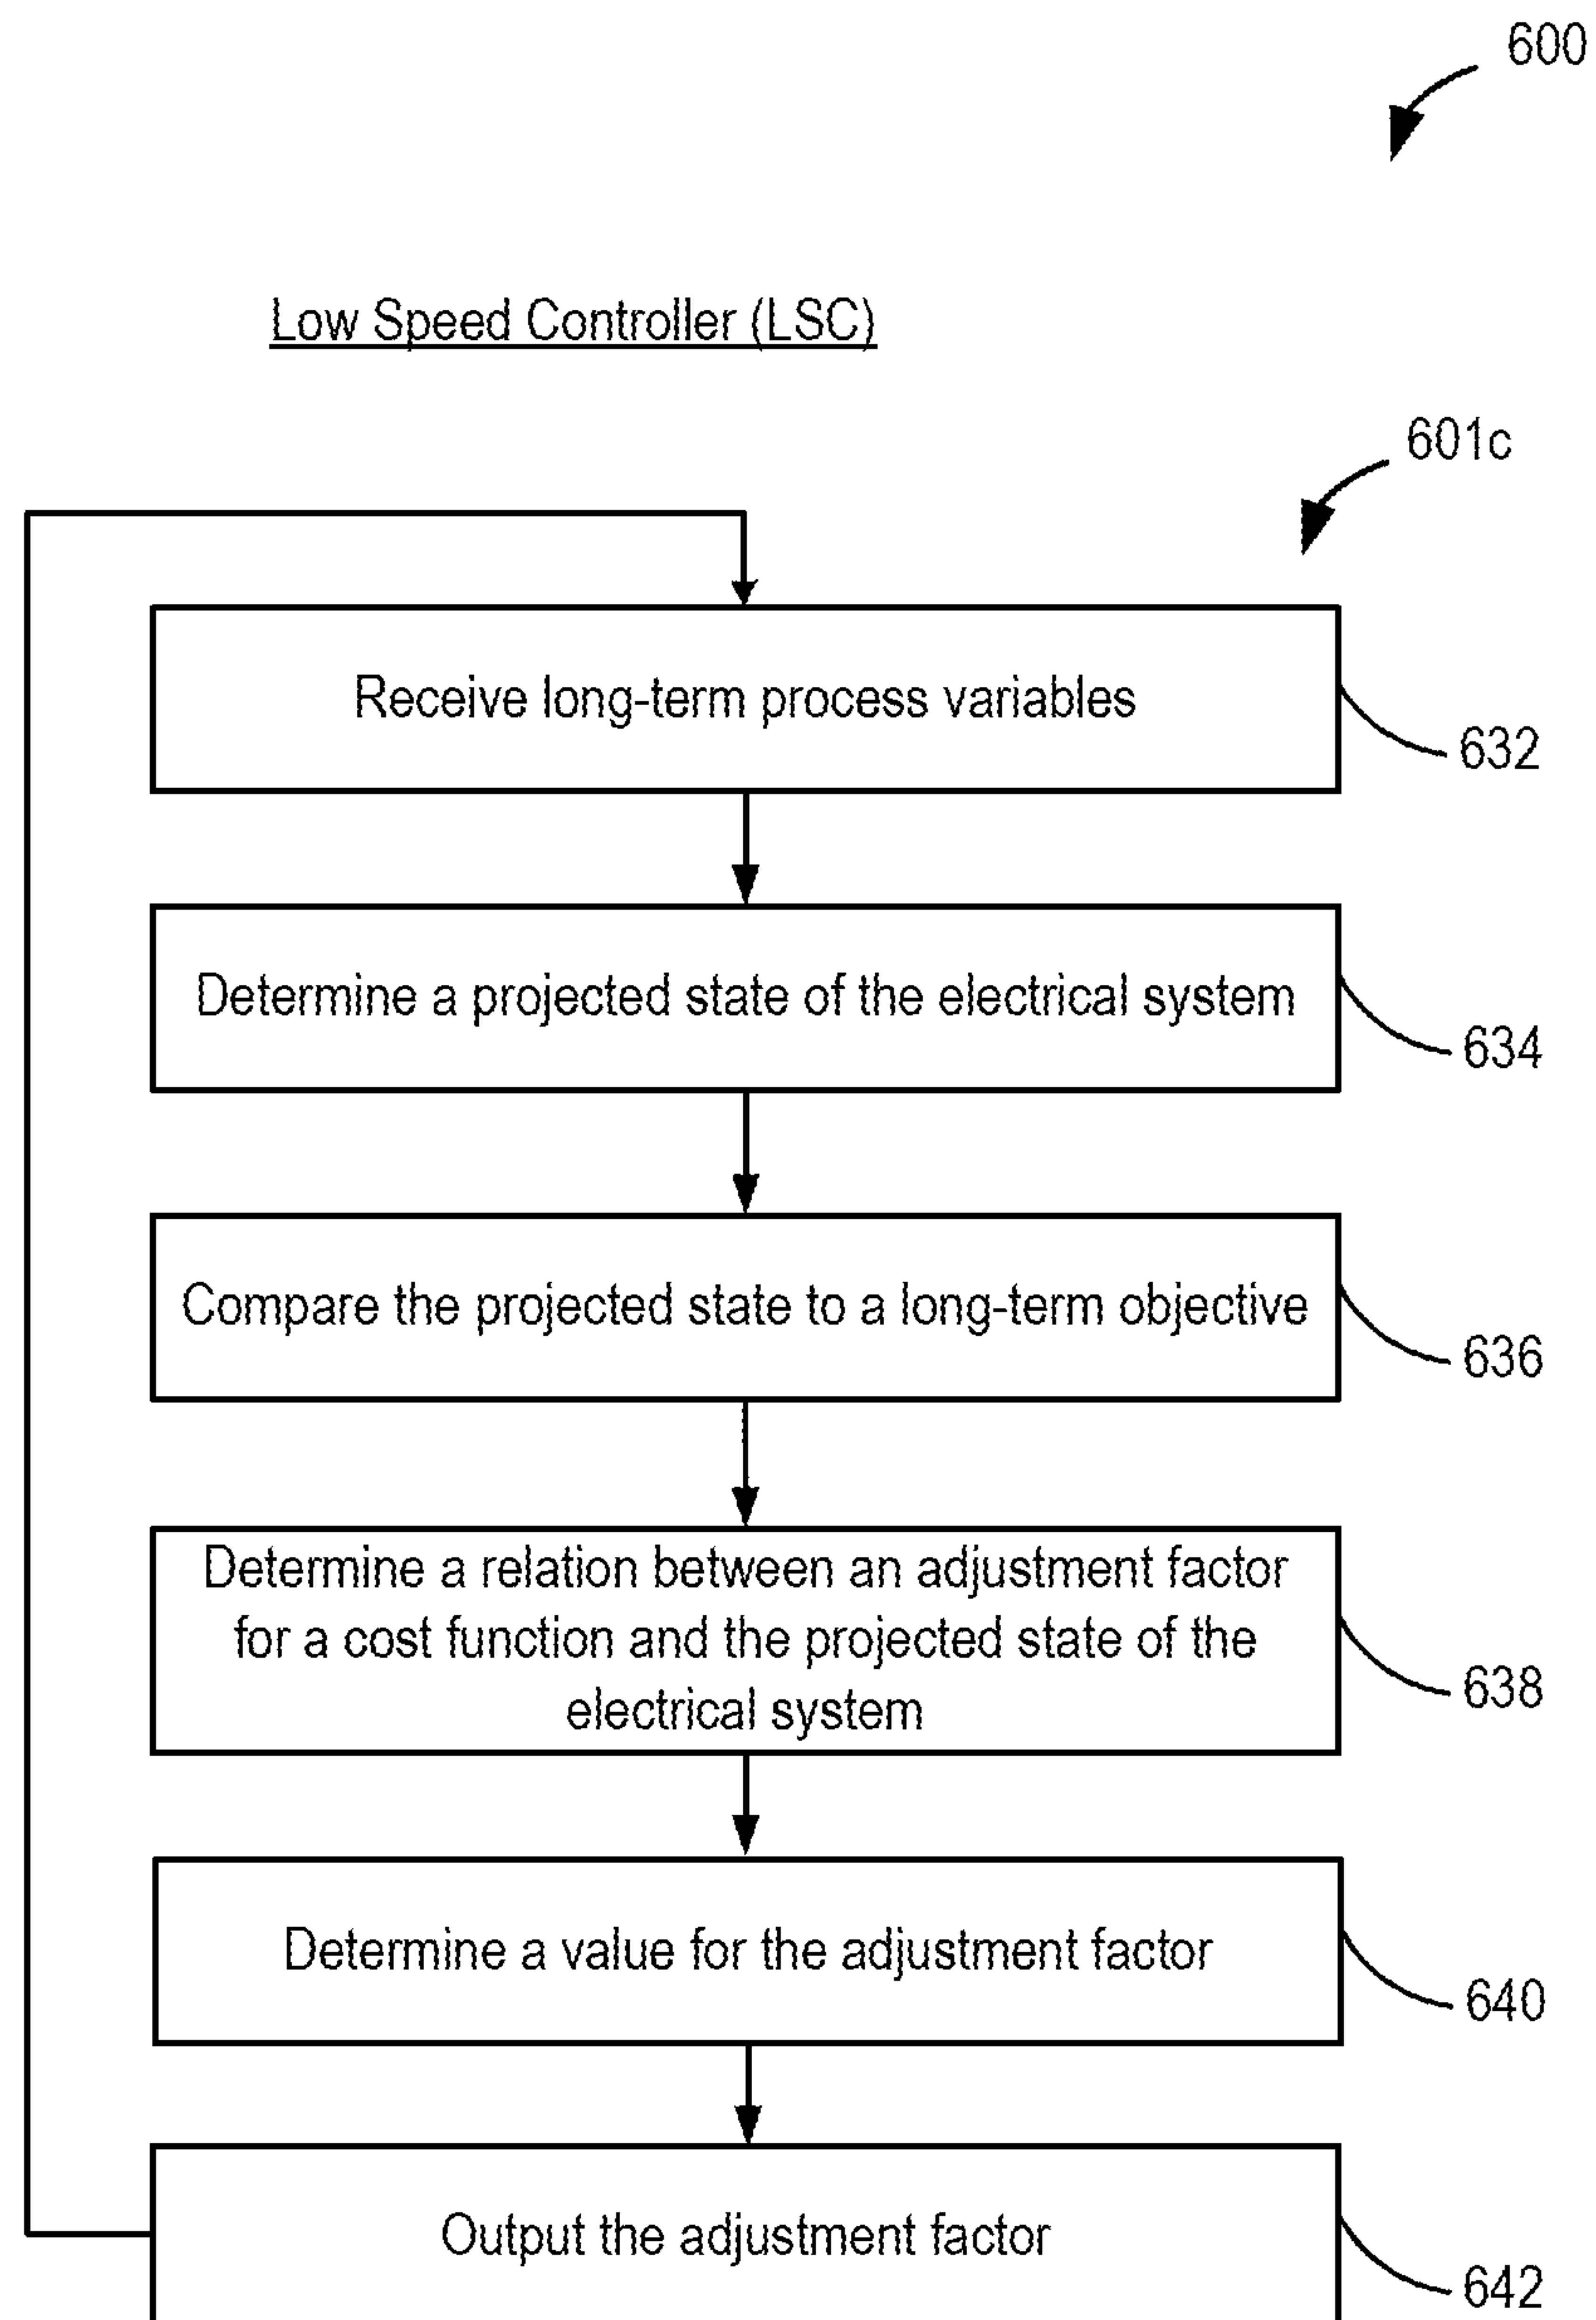 600
Low Speed Controller (LSC)
601c
Receive long-term process variables
632
Determine a projected state of the electrical system
634
Compare the projected state to a long-term objective
636
Determine a relation between an adjustment factor
for a cost function and the projected state of the
electrical system
638
Determine a value for the adjustment factor
640
Output the adjustment factor
642